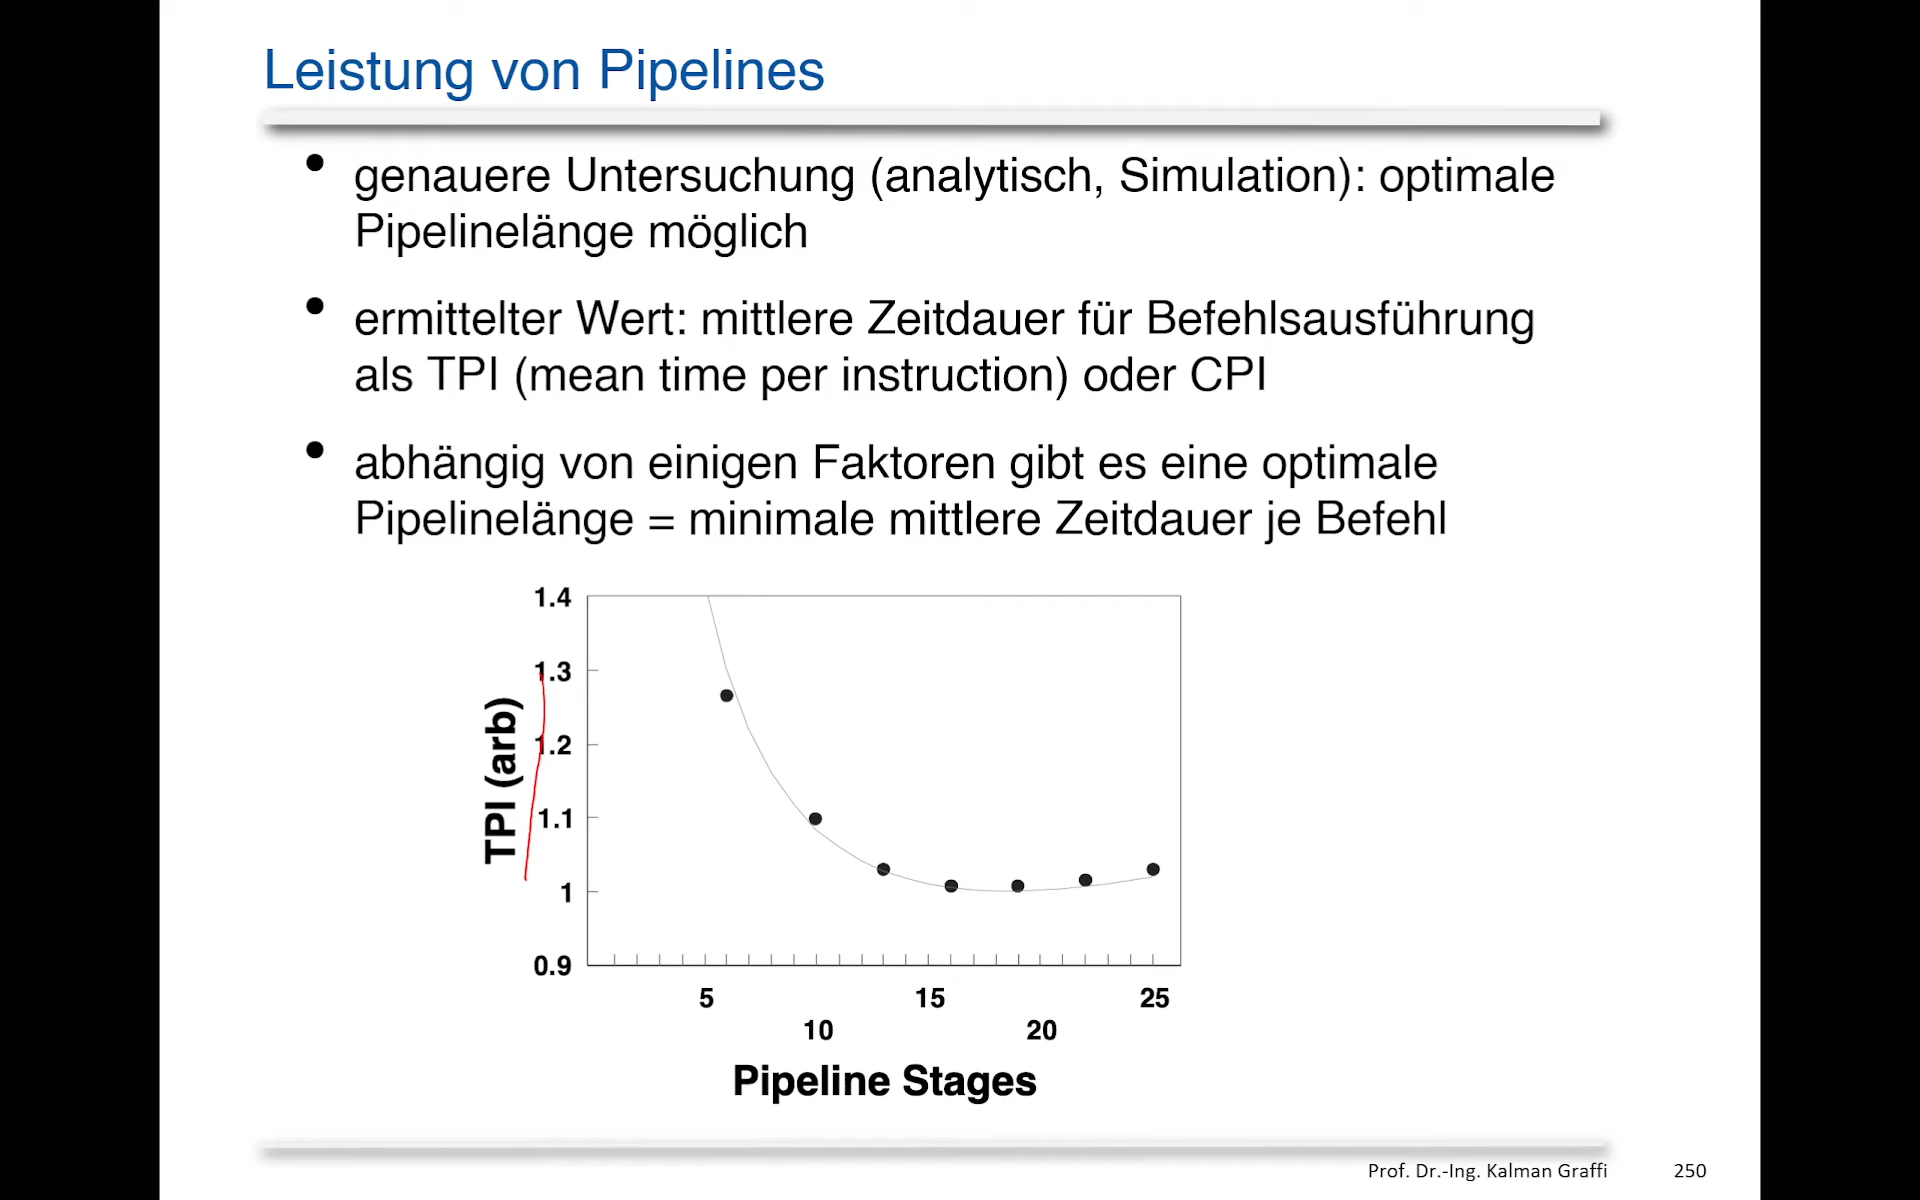 Leistung von Pipelines
• genauere Untersuchung (analytisch, Simulation): optimale
Pipelinelänge möglich
• ermittelter Wert: mittlere Zeitdauer für Befehlsausführung
als TPI (mean time per instruction) oder CPI
• abhängig von einigen Faktoren gibt es eine optimale
Pipelinelänge = minimale mittlere Zeitdauer je Befehl
1.4
1.3
1.2
1.1
1
0.9
TPI (arb)
5 15 25
10 20
Pipeline Stages
Prof. Dr.-Ing. Kalman Graffi 250